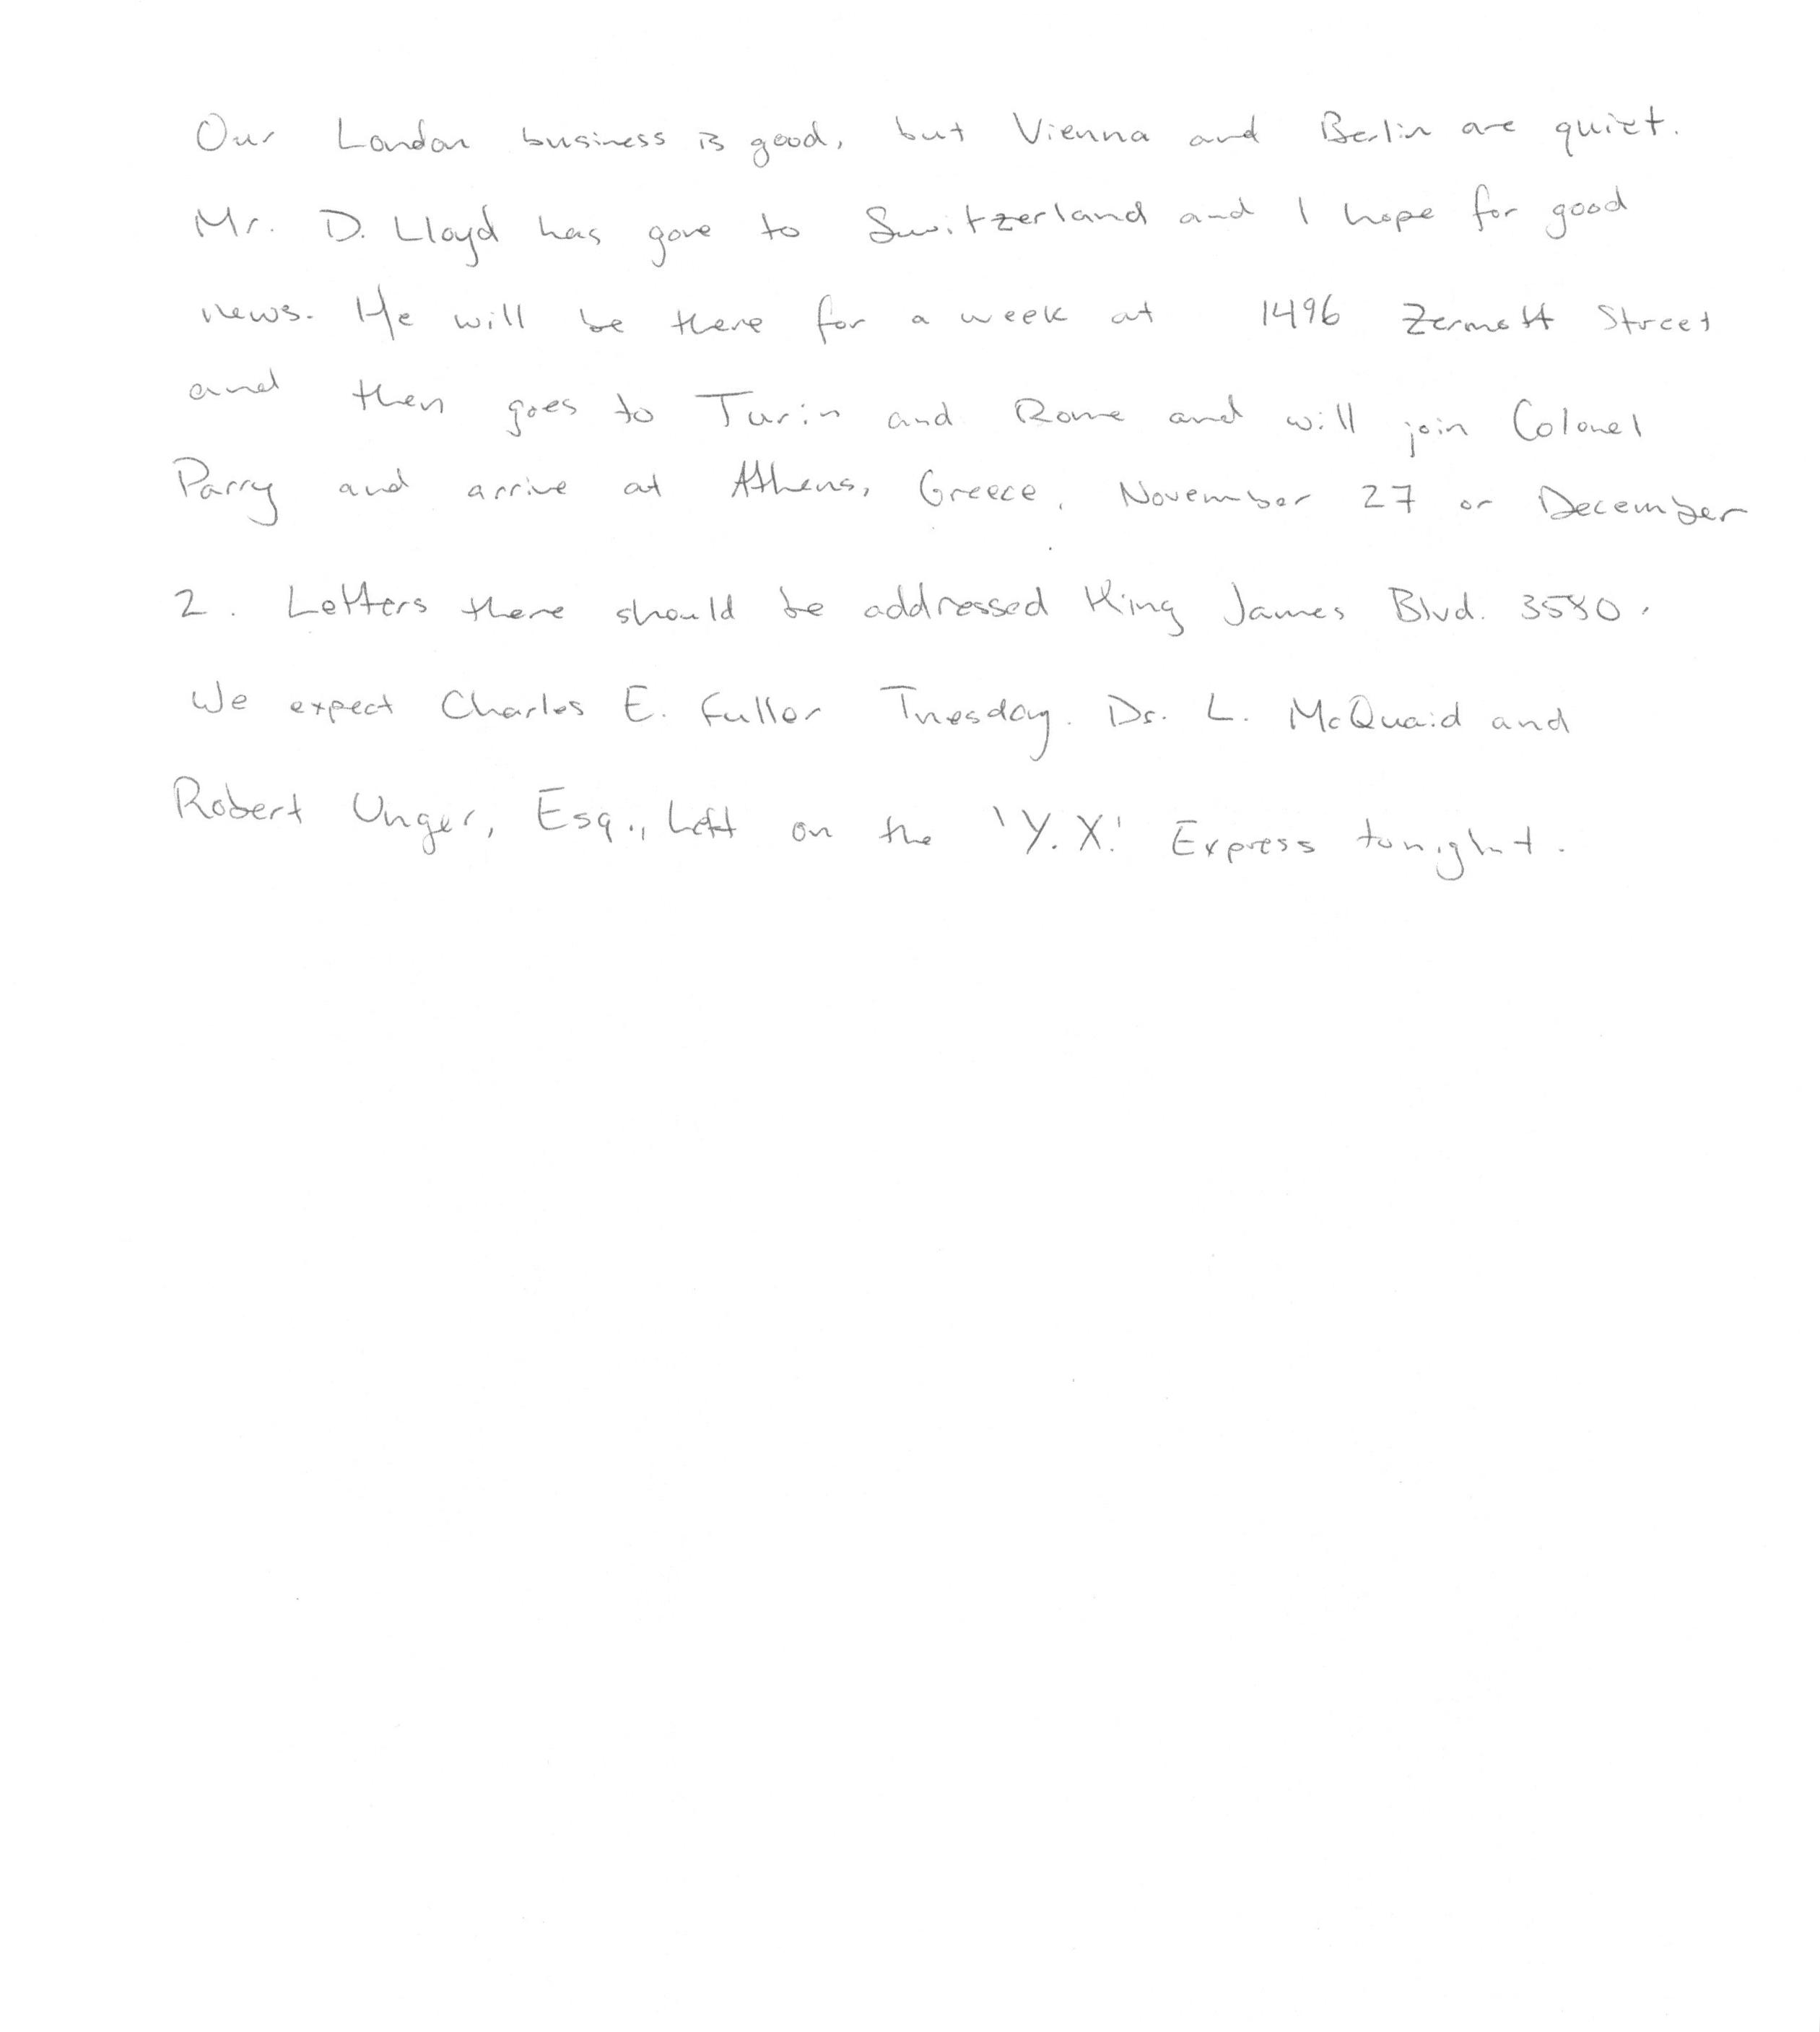 Our London business is good, but Vienna and Berlin are quiet.
Mr. D. Lloyd has gone to Switzerland and I hope for good
news. He will be there for a week at 1496 Zermott Street
and then goes to Turin and Rome and will join Colonel
Parry and arrive at Athens, Greece, November 27 or December
2. Letters there should be addressed King James Blvd. 3580.
We expect Charles E. Fuller Tuesday. Dr. L. McQuaid and
Robert Unger, Esq., left on the 'Y.X.' Express tonight.